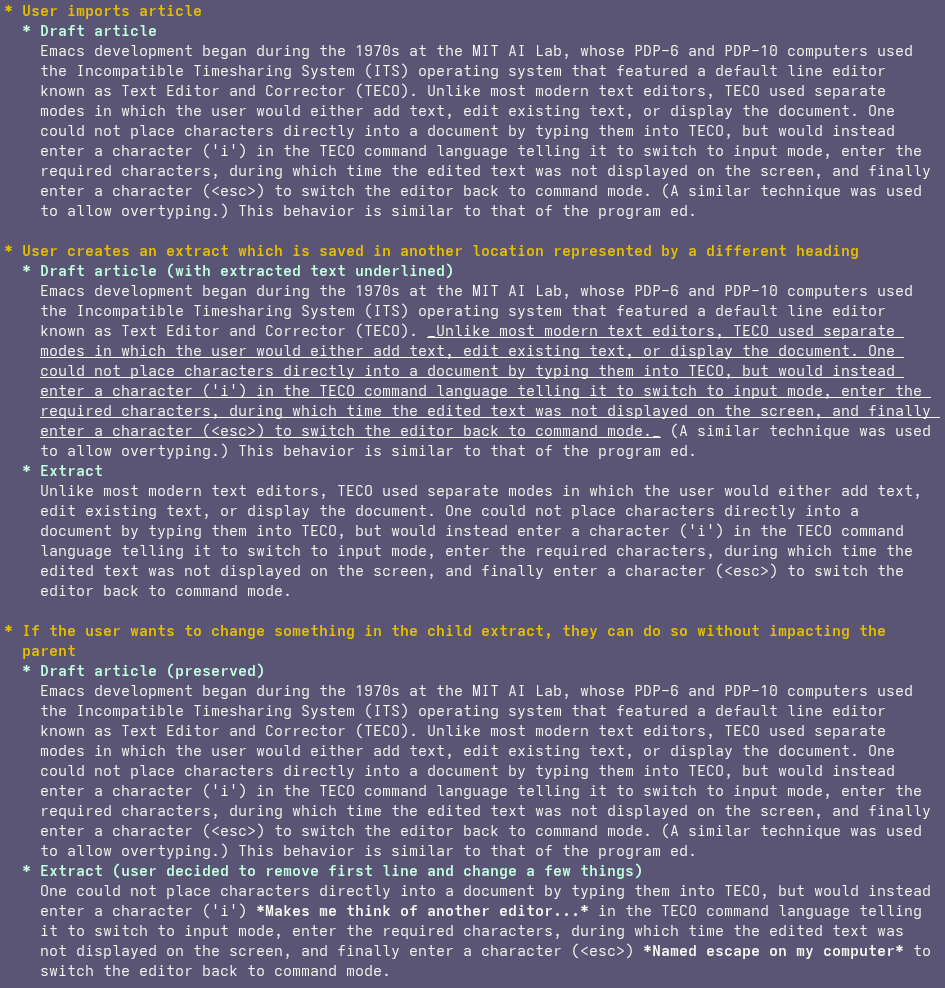 * User imports article
* Draft article
Emacs development began during the 1970s at the MIT AI Lab, whose PDP-6 and PDP-10 computers used
the Incompatible Timesharing System (ITS) operating system that featured a default line editor
known as Text Editor and Corrector (TECO). Unlike most modern text editors, TECO used separate
modes in which the user would either add text, edit existing text, or display the document. One
could not place characters directly into a document by typing them into TECO, but would instead
enter a character ('i') in the TECO command language telling it to switch to input mode, enter the
required characters, during which time the edited text was not displayed on the screen, and finally
enter a character (<esc>) to switch the editor back to command mode. (A similar technique was used
to allow overtyping.) This behavior is similar to that of the program ed.
* User creates an extract which is saved in another location represented by a different heading
* Draft article (with extracted text underlined)
Emacs development began during the 1970s at the MIT AI Lab, whose PDP-6 and PDP-10 computers used
the Incompatible Timesharing System (ITS) operating system that featured a default line editor
known as Text Editor and Corrector (TECO). _Unlike most modern text editors, TECO used separate
modes in which the user would either add text, edit existing text, or display the document. One
could not place characters directly into a document by typing them into TECO, but would instead
enter a character ('i') in the TECO command language telling it to switch to input mode, enter the
required characters, during which time the edited text was not displayed on the screen, and finally
enter a character (<esc>) to switch the editor back to command mode._ (A similar technique was used
to allow overtyping.) This behavior is similar to that of the program ed.
* Extract
Unlike most modern text editors, TECO used separate modes in which the user would either add text,
edit existing text, or display the document. One could not place characters directly into a
document by typing them into TECO, but would instead enter a character ('i') in the TECO command
language telling it to switch to input mode, enter the required characters, during which time the
edited text was not displayed on the screen, and finally enter a character (<esc>) to switch the
editor back to command mode.
* If the user wants to change something in the child extract, they can do so without impacting the
parent
* Draft article (preserved)
Emacs development began during the 1970s at the MIT AI Lab, whose PDP-6 and PDP-10 computers used
the Incompatible Timesharing System (ITS) operating system that featured a default line editor
known as Text Editor and Corrector (TECO). Unlike most modern text editors, TECO used separate
modes in which the user would either add text, edit existing text, or display the document. One
could not place characters directly into a document by typing them into TECO, but would instead
enter a character ('i') in the TECO command language telling it to switch to input mode, enter the
required characters, during which time the edited text was not displayed on the screen, and finally
enter a character (<esc>) to switch the editor back to command mode. (A similar technique was used
to allow overtyping.) This behavior is similar to that of the program ed.
* Extract (user decided to remove first line and change a few things)
One could not place characters directly into a document by typing them into TECO, but would instead
enter a character ('i') *Makes me think of another editor...* in the TECO command language telling
it to switch to input mode, enter the required characters, during which time the edited text was
not displayed on the screen, and finally enter a character (<esc>) *Named escape on my computer* to
switch the editor back to command mode.